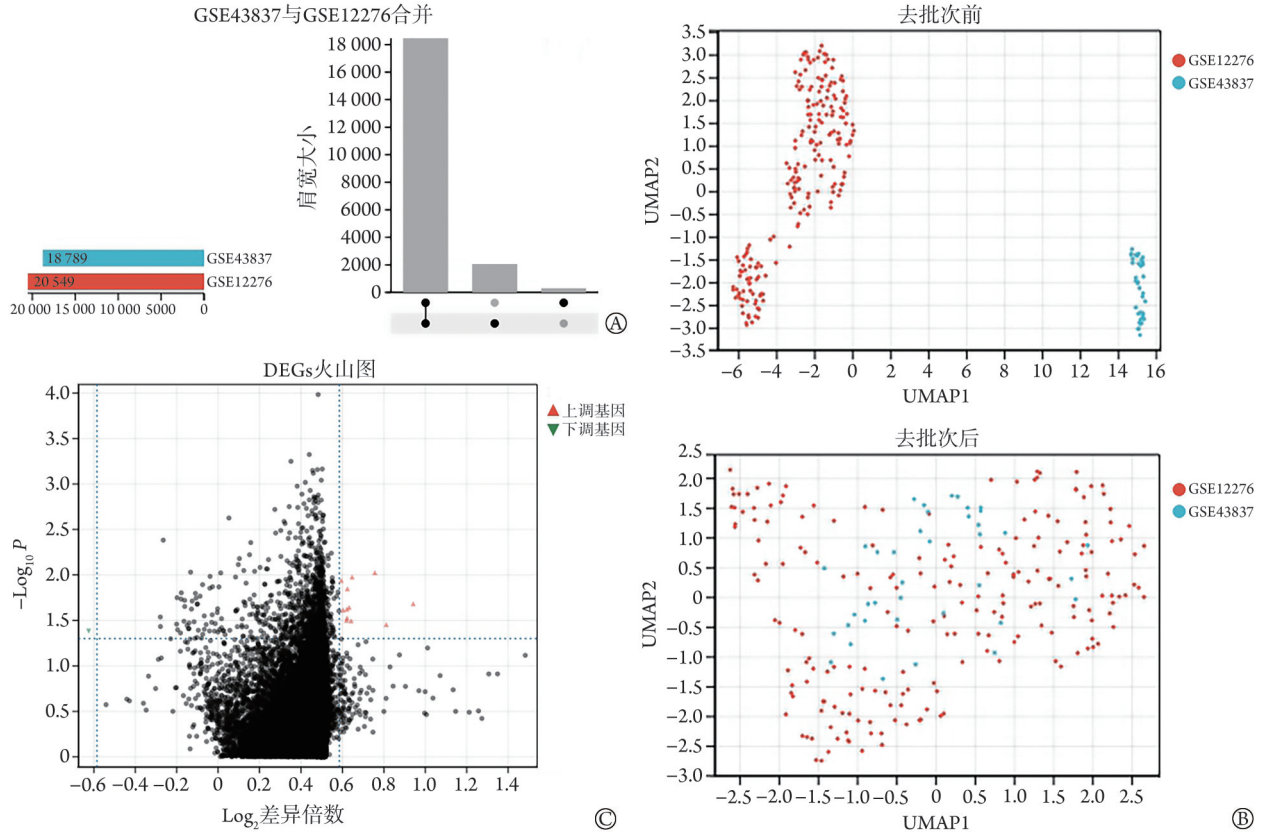 GSE43837与GSE12276合并
18 000
16 000
14 000
12 000
10 000
8000
6000
4000
2000
0
肩宽大小
18 789
GSE43837
20 549
GSE12276
20 000 15 000 10 000 5000 0
A
去批次前
3.5
3.0
2.5
2.0
1.5
1.0
0.5
0
−0.5
−1.0
−1.5
−2.0
−2.5
−3.0
−3.5
UMAP2
−6 −4 −2 0 2 4 6 8 10 12 14 16
UMAP1
GSE12276
GSE43837
DEGs火山图
4.0
3.5
3.0
2.5
2.0
1.5
1.0
0.5
0
−Log10 P
−0.6 −0.4 −0.2 0 0.2 0.4 0.6 0.8 1.0 1.2 1.4
Log2差异倍数
上调基因
下调基因
C
去批次后
2.5
2.0
1.5
1.0
0.5
0
−0.5
−1.0
−1.5
−2.0
−2.5
−3.0
UMAP2
−2.5 −2.0 −1.5 −1.0 −0.5 0 0.5 1.0 1.5 2.0 2.5
UMAP1
GSE12276
GSE43837
B